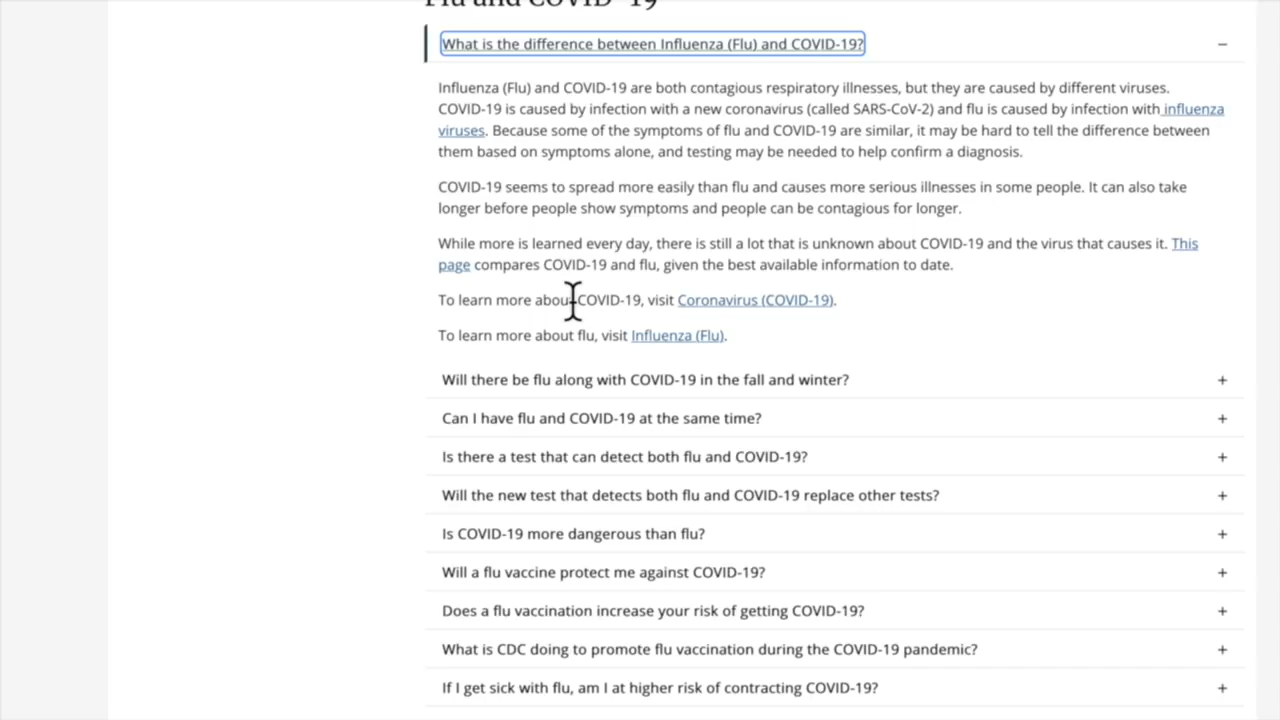 Flu and COVID-19
What is the difference between Influenza (Flu) and COVID-19?
Influenza (Flu) and COVID-19 are both contagious respiratory illnesses, but they are caused by different viruses.
COVID-19 is caused by infection with a new coronavirus (called SARS-CoV-2) and flu is caused by infection with influenza
viruses. Because some of the symptoms of flu and COVID-19 are similar, it may be hard to tell the difference between
them based on symptoms alone, and testing may be needed to help confirm a diagnosis.
COVID-19 seems to spread more easily than flu and causes more serious illnesses in some people. It can also take
longer before people show symptoms and people can be contagious for longer.
While more is learned every day, there is still a lot that is unknown about COVID-19 and the virus that causes it. This
page compares COVID-19 and flu, given the best available information to date.
To learn more about COVID-19, visit Coronavirus (COVID-19).
To learn more about flu, visit Influenza (Flu).
Will there be flu along with COVID-19 in the fall and winter?
Can I have flu and COVID-19 at the same time?
Is there a test that can detect both flu and COVID-19?
Will the new test that detects both flu and COVID-19 replace other tests?
Is COVID-19 more dangerous than flu?
Will a flu vaccine protect me against COVID-19?
Does a flu vaccination increase your risk of getting COVID-19?
What is CDC doing to promote flu vaccination during the COVID-19 pandemic?
If I get sick with flu, am I at higher risk of contracting COVID-19?